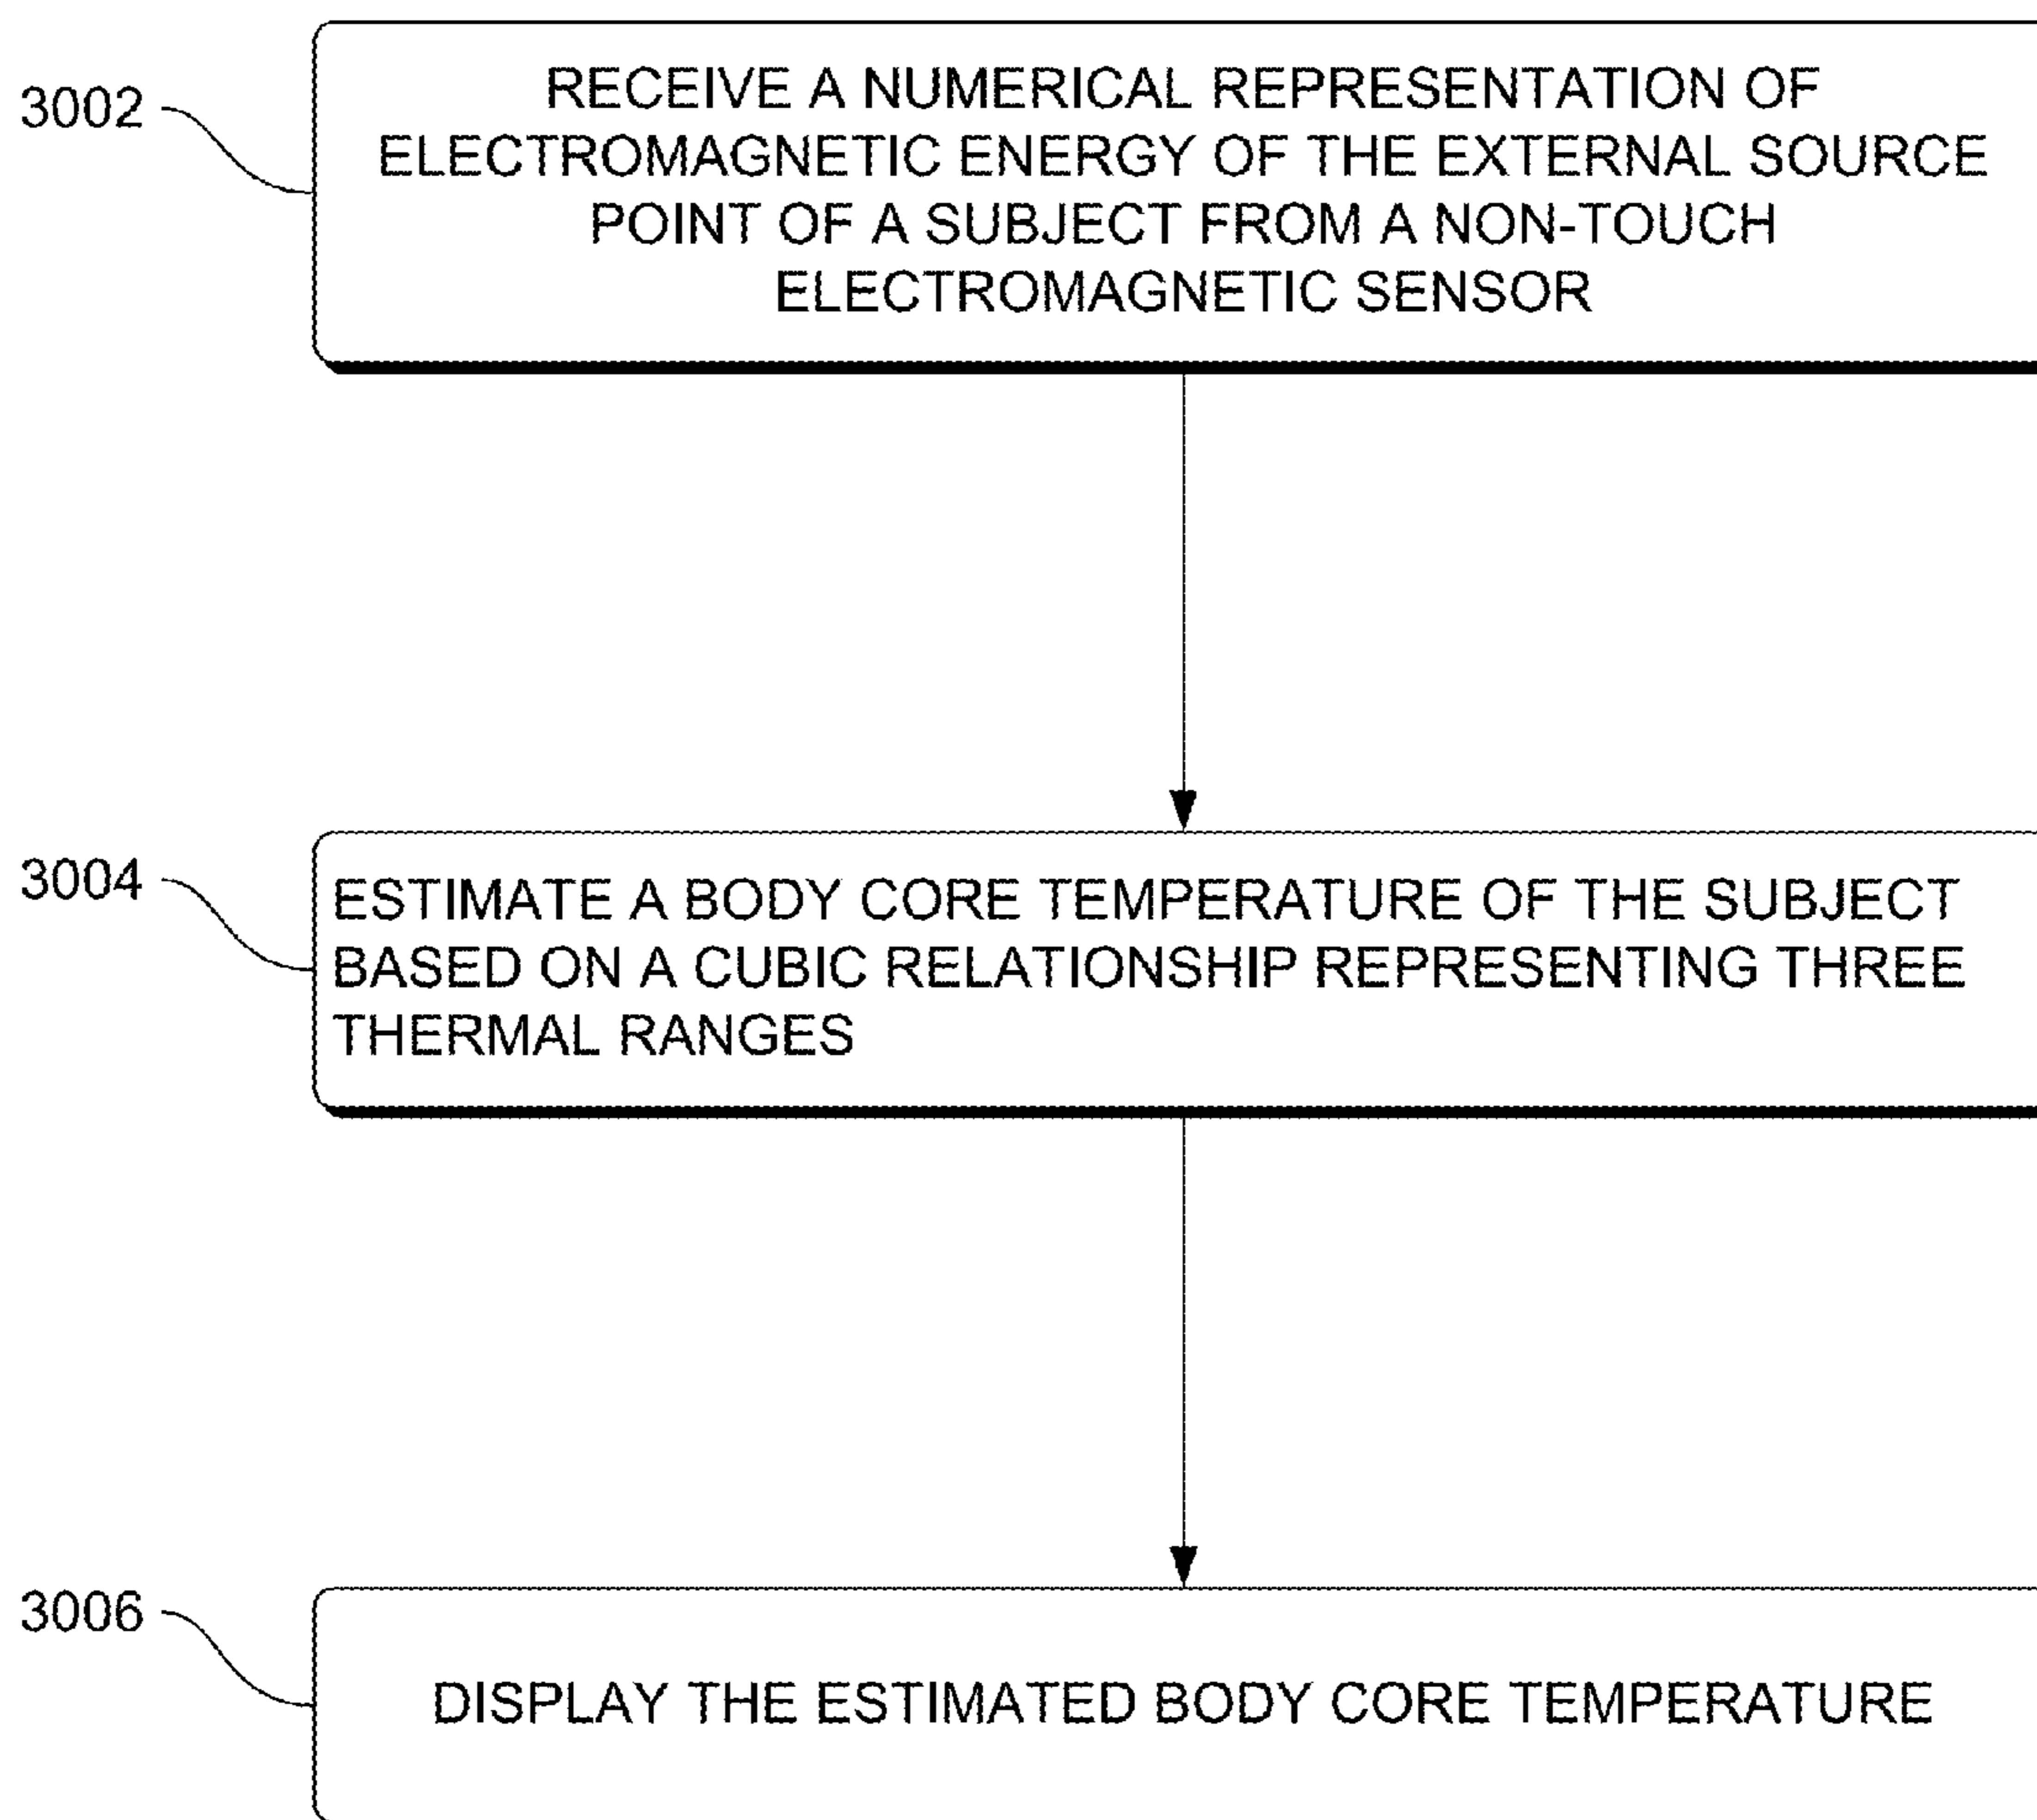 3002
RECEIVE A NUMERICAL REPRESENTATION OF
ELECTROMAGNETIC ENERGY OF THE EXTERNAL SOURCE
POINT OF A SUBJECT FROM A NON-TOUCH
ELECTROMAGNETIC SENSOR
3004
ESTIMATE A BODY CORE TEMPERATURE OF THE SUBJECT
BASED ON A CUBIC RELATIONSHIP REPRESENTING THREE
THERMAL RANGES
3006
DISPLAY THE ESTIMATED BODY CORE TEMPERATURE